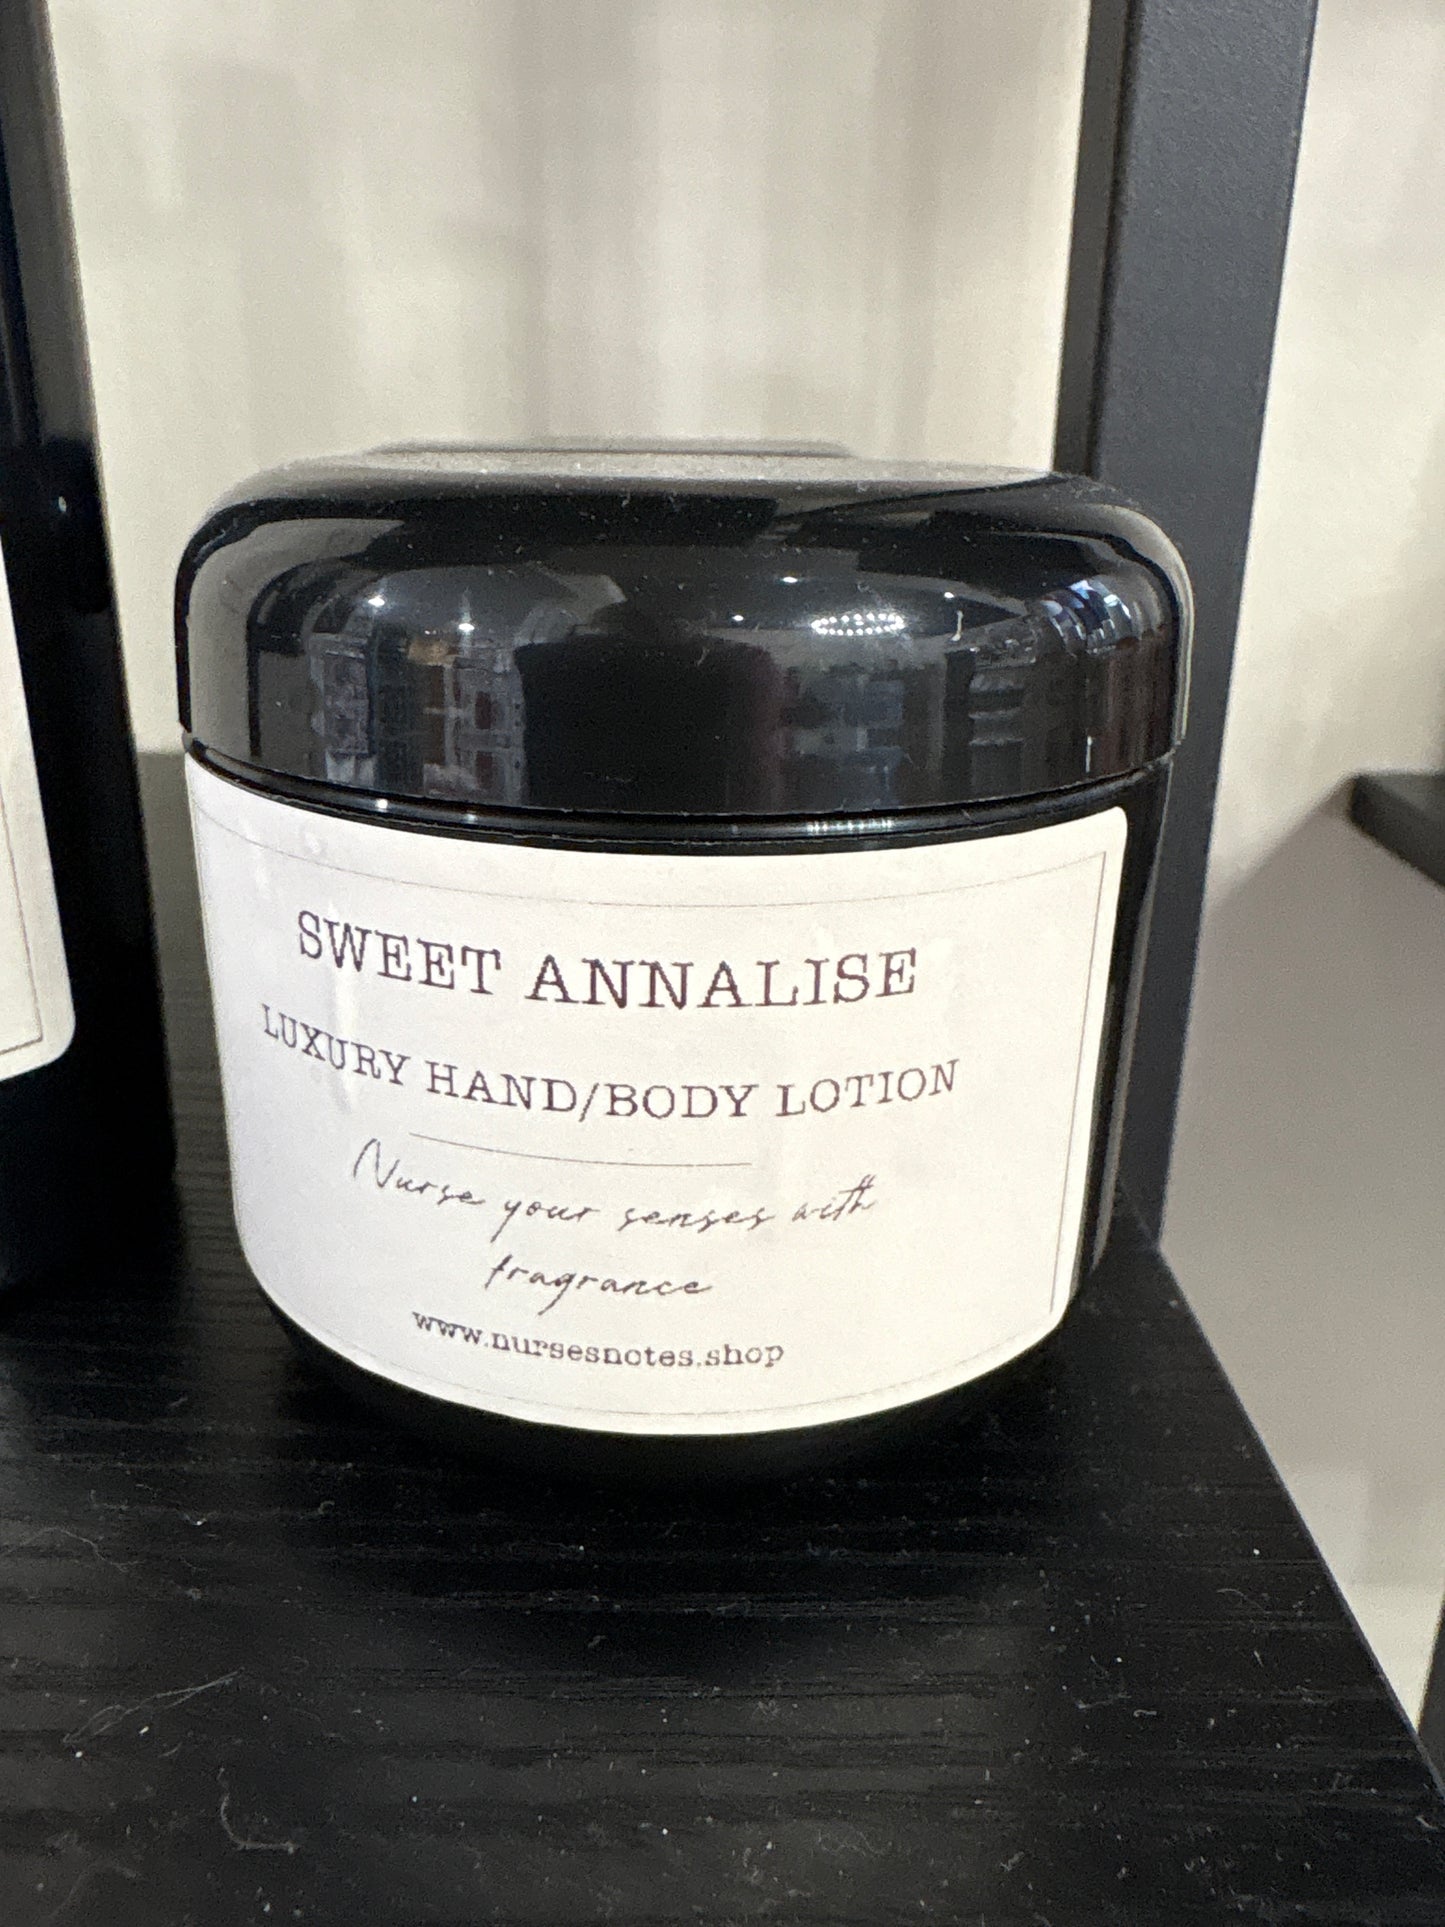 SWEET ANNALISE
LUXURY HAND/BODY LOTION
Nurse your senses with
fragrance
www.nursesnotes.shop